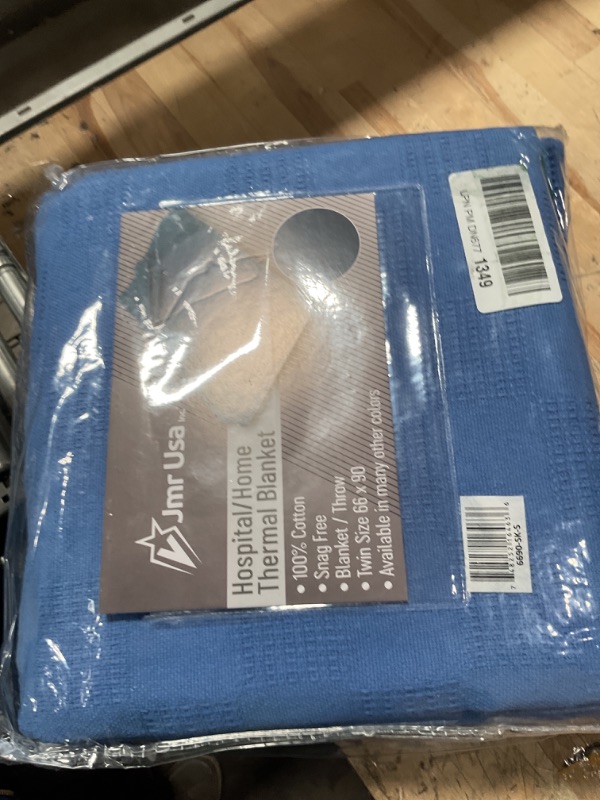 Jmr Usa Inc
Hospital/Home
Thermal Blanket
• 100% Cotton
• Snag Free
• Blanket / Throw
• Twin Size 66 x 90
• Available in many other colors
1349
6690-SK-S